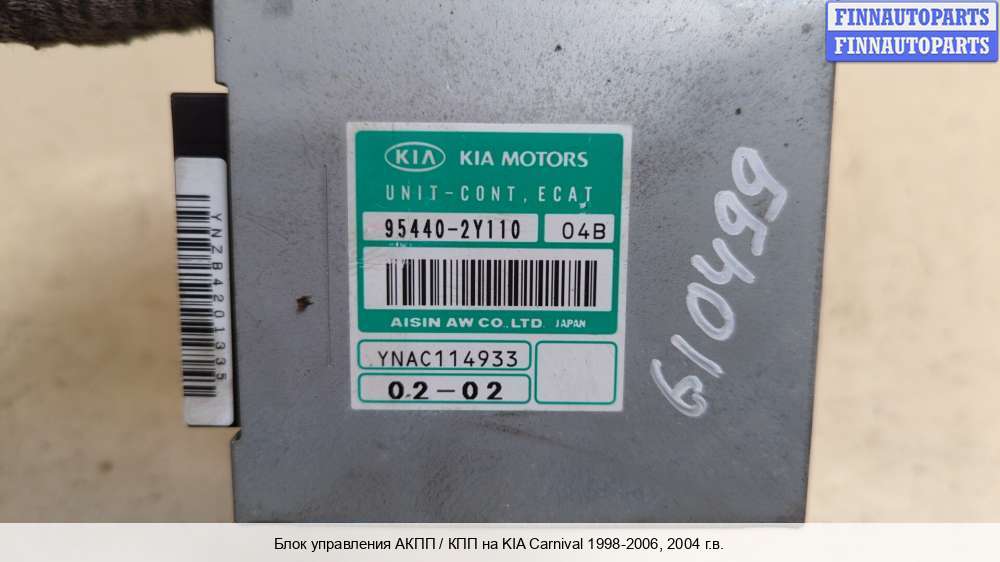 FINNAUTOPARTS
FINNAUTOPARTS
KIA KIA MOTORS
UNIT-CONT, ECAT
95440-2Y110 04B
AISIN AW CO., LTD. JAPAN
YNAC114933
02-02
YNZB4201335
610499
Блок управления АКПП / КПП на KIA Carnival 1998-2006, 2004 г.в.